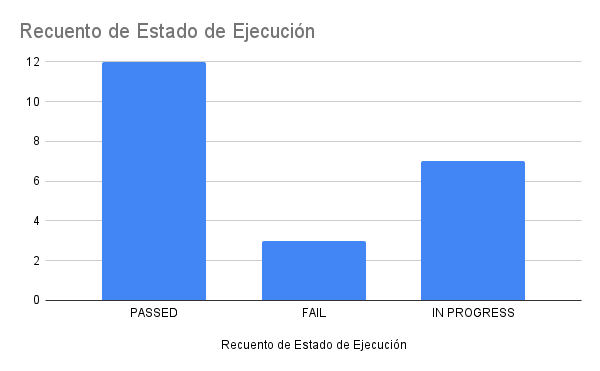 Recuento de Estado de Ejecución
12
10
8
6
4
2
0
PASSED FAIL IN PROGRESS
Recuento de Estado de Ejecución